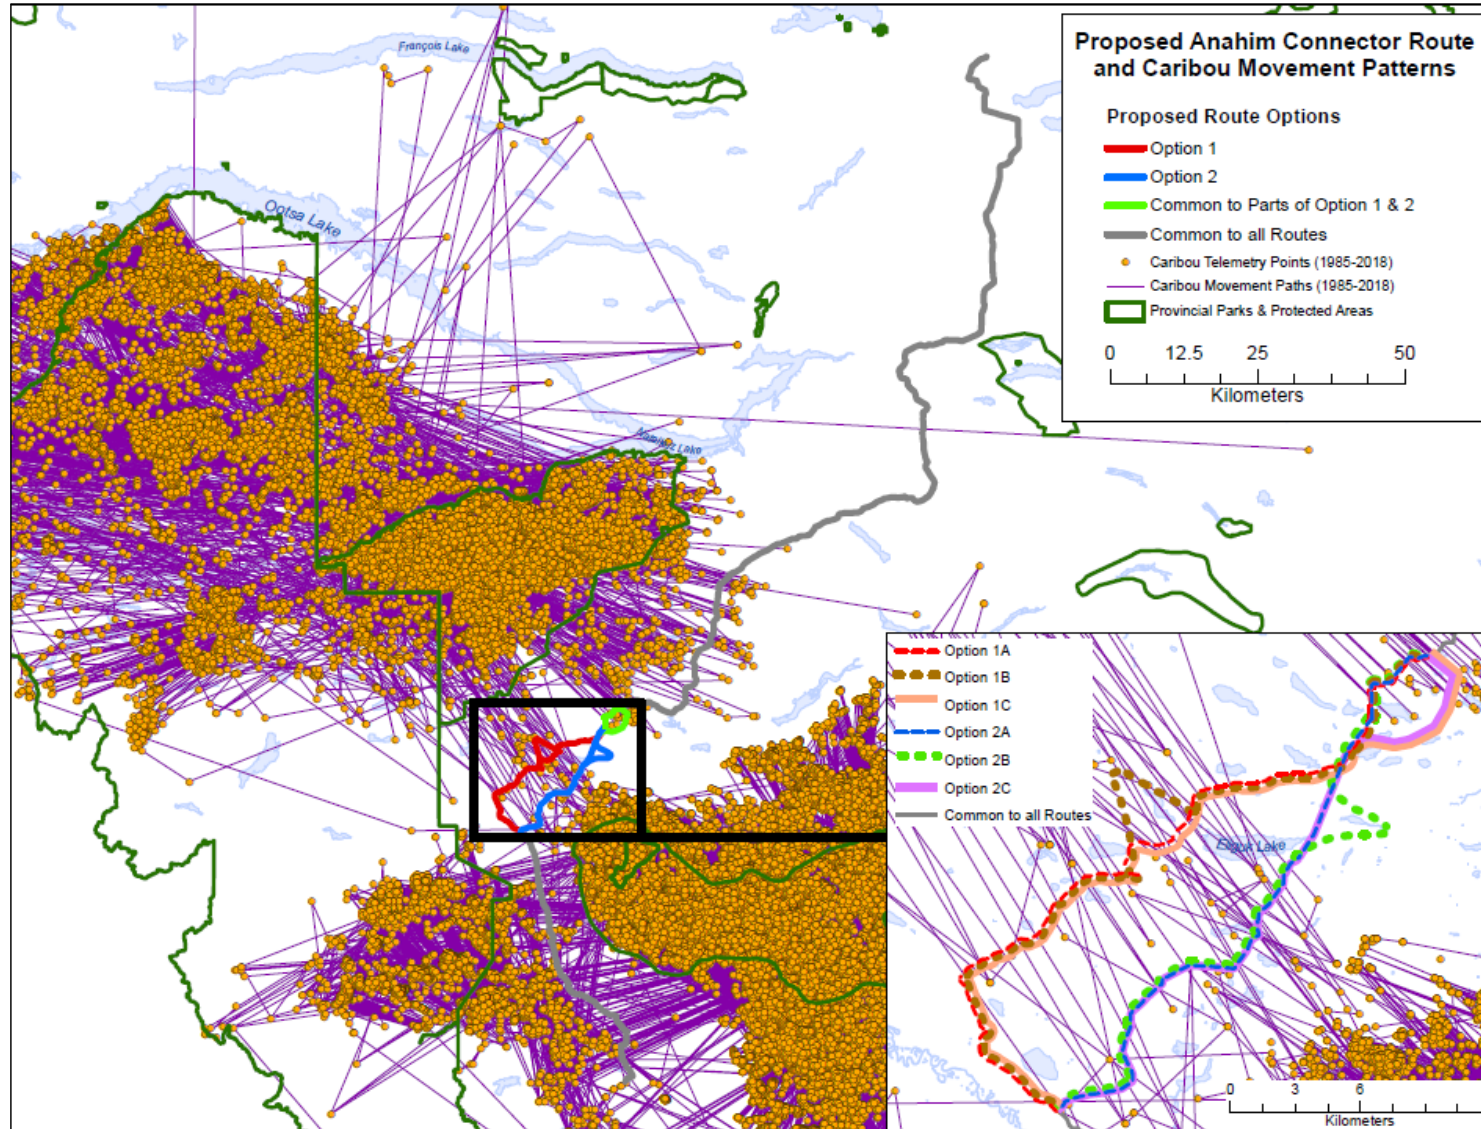 François Lake
Ootsa Lake
Proposed Anahim Connector Route
and Caribou Movement Patterns
Proposed Route Options
Option 1
Option 2
Common to Parts of Option 1 & 2
Common to all Routes
Caribou Telemetry Points (1985-2018)
Caribou Movement Paths (1985-2018)
Provincial Parks & Protected Areas
0 12.5 25 50
Kilometers
Lake
Option 1A
Option 1B
Option 1C
Option 2A
Option 2B
Option 2C
Common to all Routes
Lake
0 3 6
Kilometers